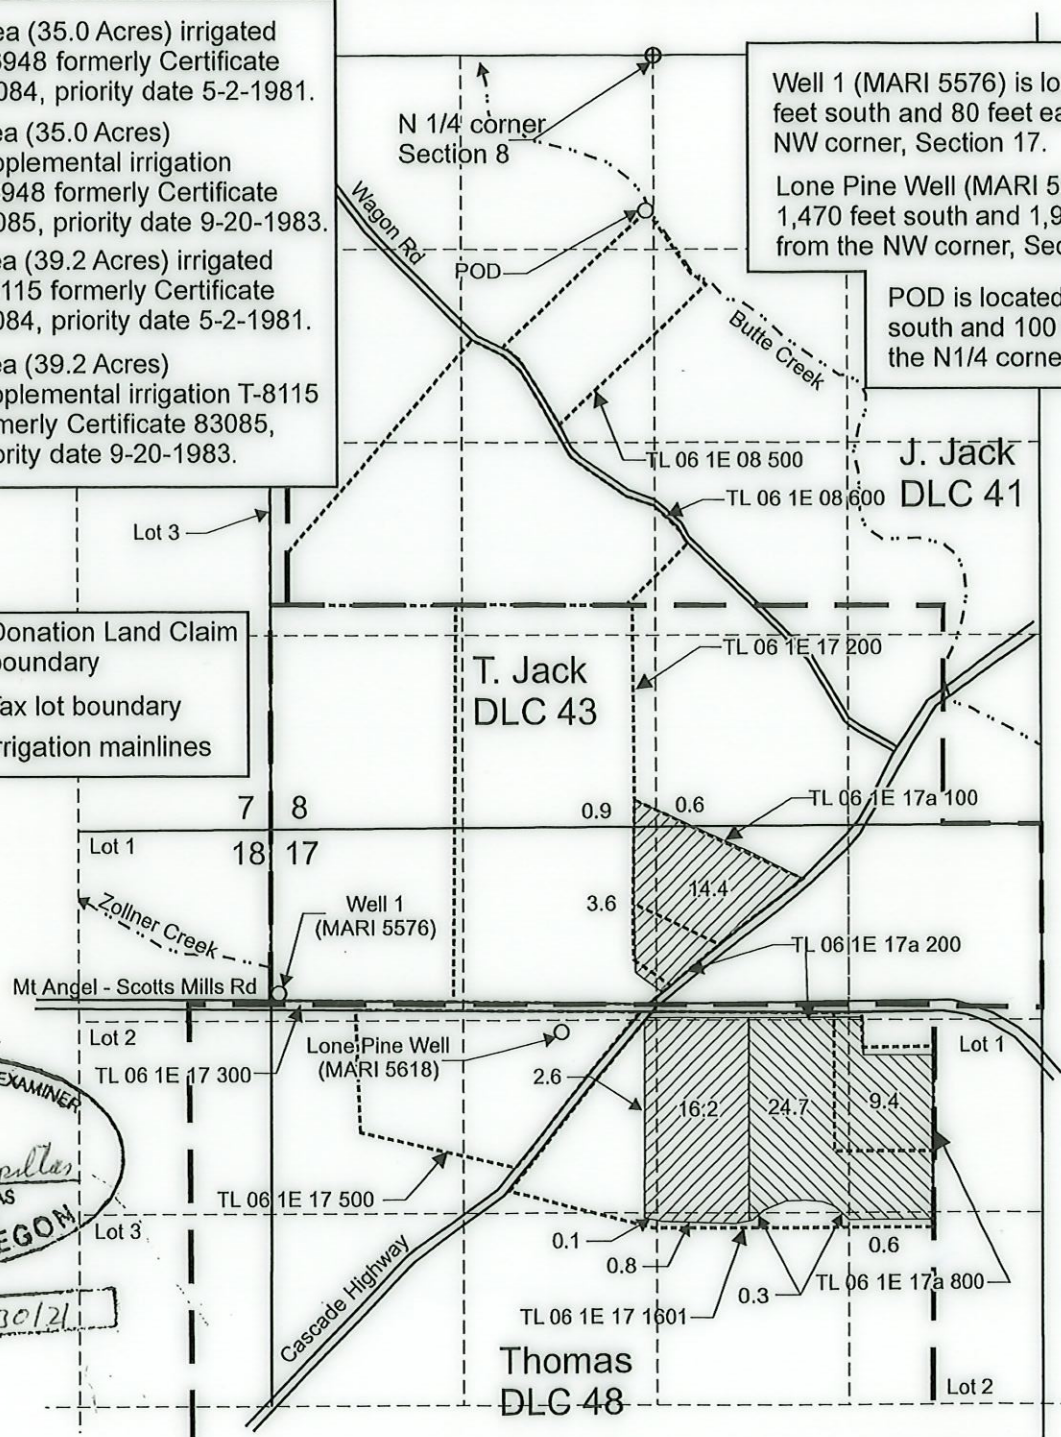 ea (35.0 Acres) irrigated
948 formerly Certificate
084, priority date 5-2-1981.
ea (35.0 Acres)
pplemental irrigation
948 formerly Certificate
085, priority date 9-20-1983.
ea (39.2 Acres) irrigated
115 formerly Certificate
084, priority date 5-2-1981.
ea (39.2 Acres)
pplemental irrigation T-8115
merly Certificate 83085,
ority date 9-20-1983.
Well 1 (MARI 5576) is lo
feet south and 80 feet ea
NW corner, Section 17.
Lone Pine Well (MARI 5
1,470 feet south and 1,9
from the NW corner, Sec
POD is located
south and 100
the N1/4 corne
N 1/4 corner
Section 8
Wagon Rd
POD
Butte Creek
TL 06 1E 08 500
J. Jack
DLC 41
TL 06 1E 08 600
Lot 3
Donation Land Claim
boundary
Tax lot boundary
rrigation mainlines
TL 06 1E 17 200
T. Jack
DLC 43
7 8
0.9
0.6
TL 06 1E 17a 100
Lot 1
18 17
14.4
3.6
Zollner Creek
Well 1
(MARI 5576)
TL 06 1E 17a 200
Mt Angel - Scotts Mills Rd
Lot 2
Lone Pine Well
(MARI 5618)
Lot 1
TL 06 1E 17 300
2.6
16.2
24.7
9.4
EXAMINER
AS
EGON
30/21
TL 06 1E 17 500
Lot 3
0.1
0.8
0.3
0.6
TL 06 1E 17a 800
TL 06 1E 17 1601
Cascade Highway
Thomas
DLC 48
Lot 2